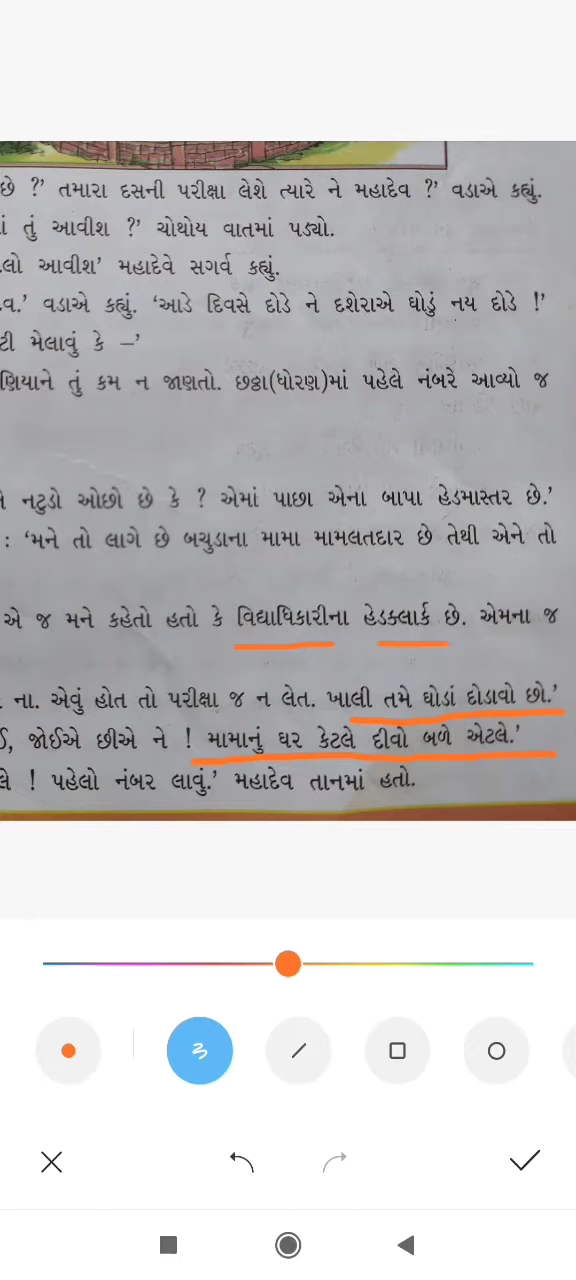 છે ?’ તમારા દસની પરીક્ષા લેશે ત્યારે ને મહાદેવ ?’ વડાએ કહ્યું.
તું આવીશ ?’ ચોથોય વાતમાં પડ્યો.
આવીશ’ મહાદેવે સગર્વ કહ્યું.
વડાએ કહ્યું. ‘આડે દિવસે દોડે ને દશેરાએ ઘોડું નય દોડે !’
મેલાવું કે –’
તું કમ ન જાણતો. છઠ્ઠા(ધોરણ)માં પહેલે નંબરે આવ્યો જ
નટુડો ઓછો છે કે ? એમાં પાછા એના બાપા હેડમાસ્તર છે.’
: ‘મને તો લાગે છે બચુડાના મામા મામલતદાર છે તેથી એને તો
એ જ મને કહેતો હતો કે વિદ્યાધિકારીના હેડક્લાર્ક છે. એમના જ
ના. એવું હોત તો પરીક્ષા જ ન લેત. ખાલી તમે ઘોડાં દોડાવો છો.’
જોઈએ છીએ ને ! મામાનું ઘર કેટલે દીવો બળે એટલે.’
! પહેલો નંબર લાવું.’ મહાદેવ તાનમાં હતો.